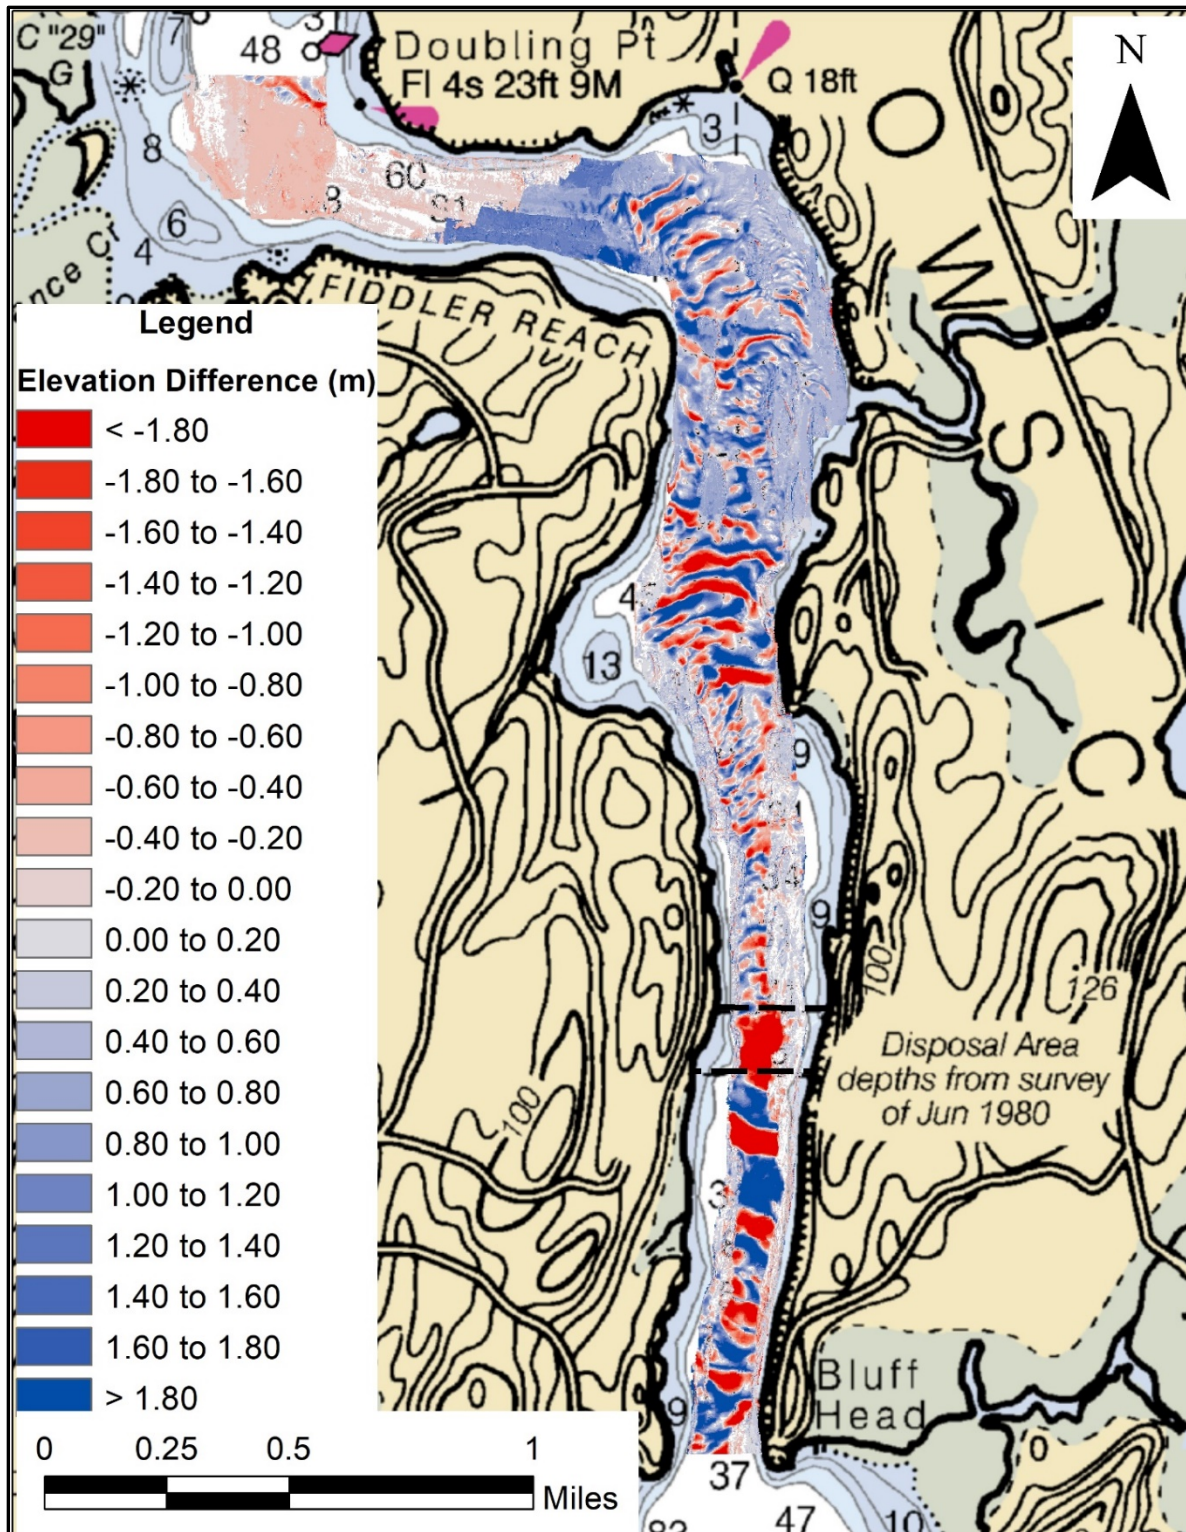 C "29"
G
7
3
48
Doubling Pt
Fl 4s 23ft 9M
Q 18ft
N
3
8
6
4
FIDDLER REACH
O
W
S
I
C
Legend
Elevation Difference (m)
< -1.80
-1.80 to -1.60
-1.60 to -1.40
-1.40 to -1.20
-1.20 to -1.00
-1.00 to -0.80
-0.80 to -0.60
-0.60 to -0.40
-0.40 to -0.20
-0.20 to 0.00
0.00 to 0.20
0.20 to 0.40
0.40 to 0.60
0.60 to 0.80
0.80 to 1.00
1.00 to 1.20
1.20 to 1.40
1.40 to 1.60
1.60 to 1.80
> 1.80
4
13
9
9
100
126
Disposal Area
depths from survey
of Jun 1980
100
3
Bluff
Head
9
37
47
10
0 0.25 0.5 1
Miles